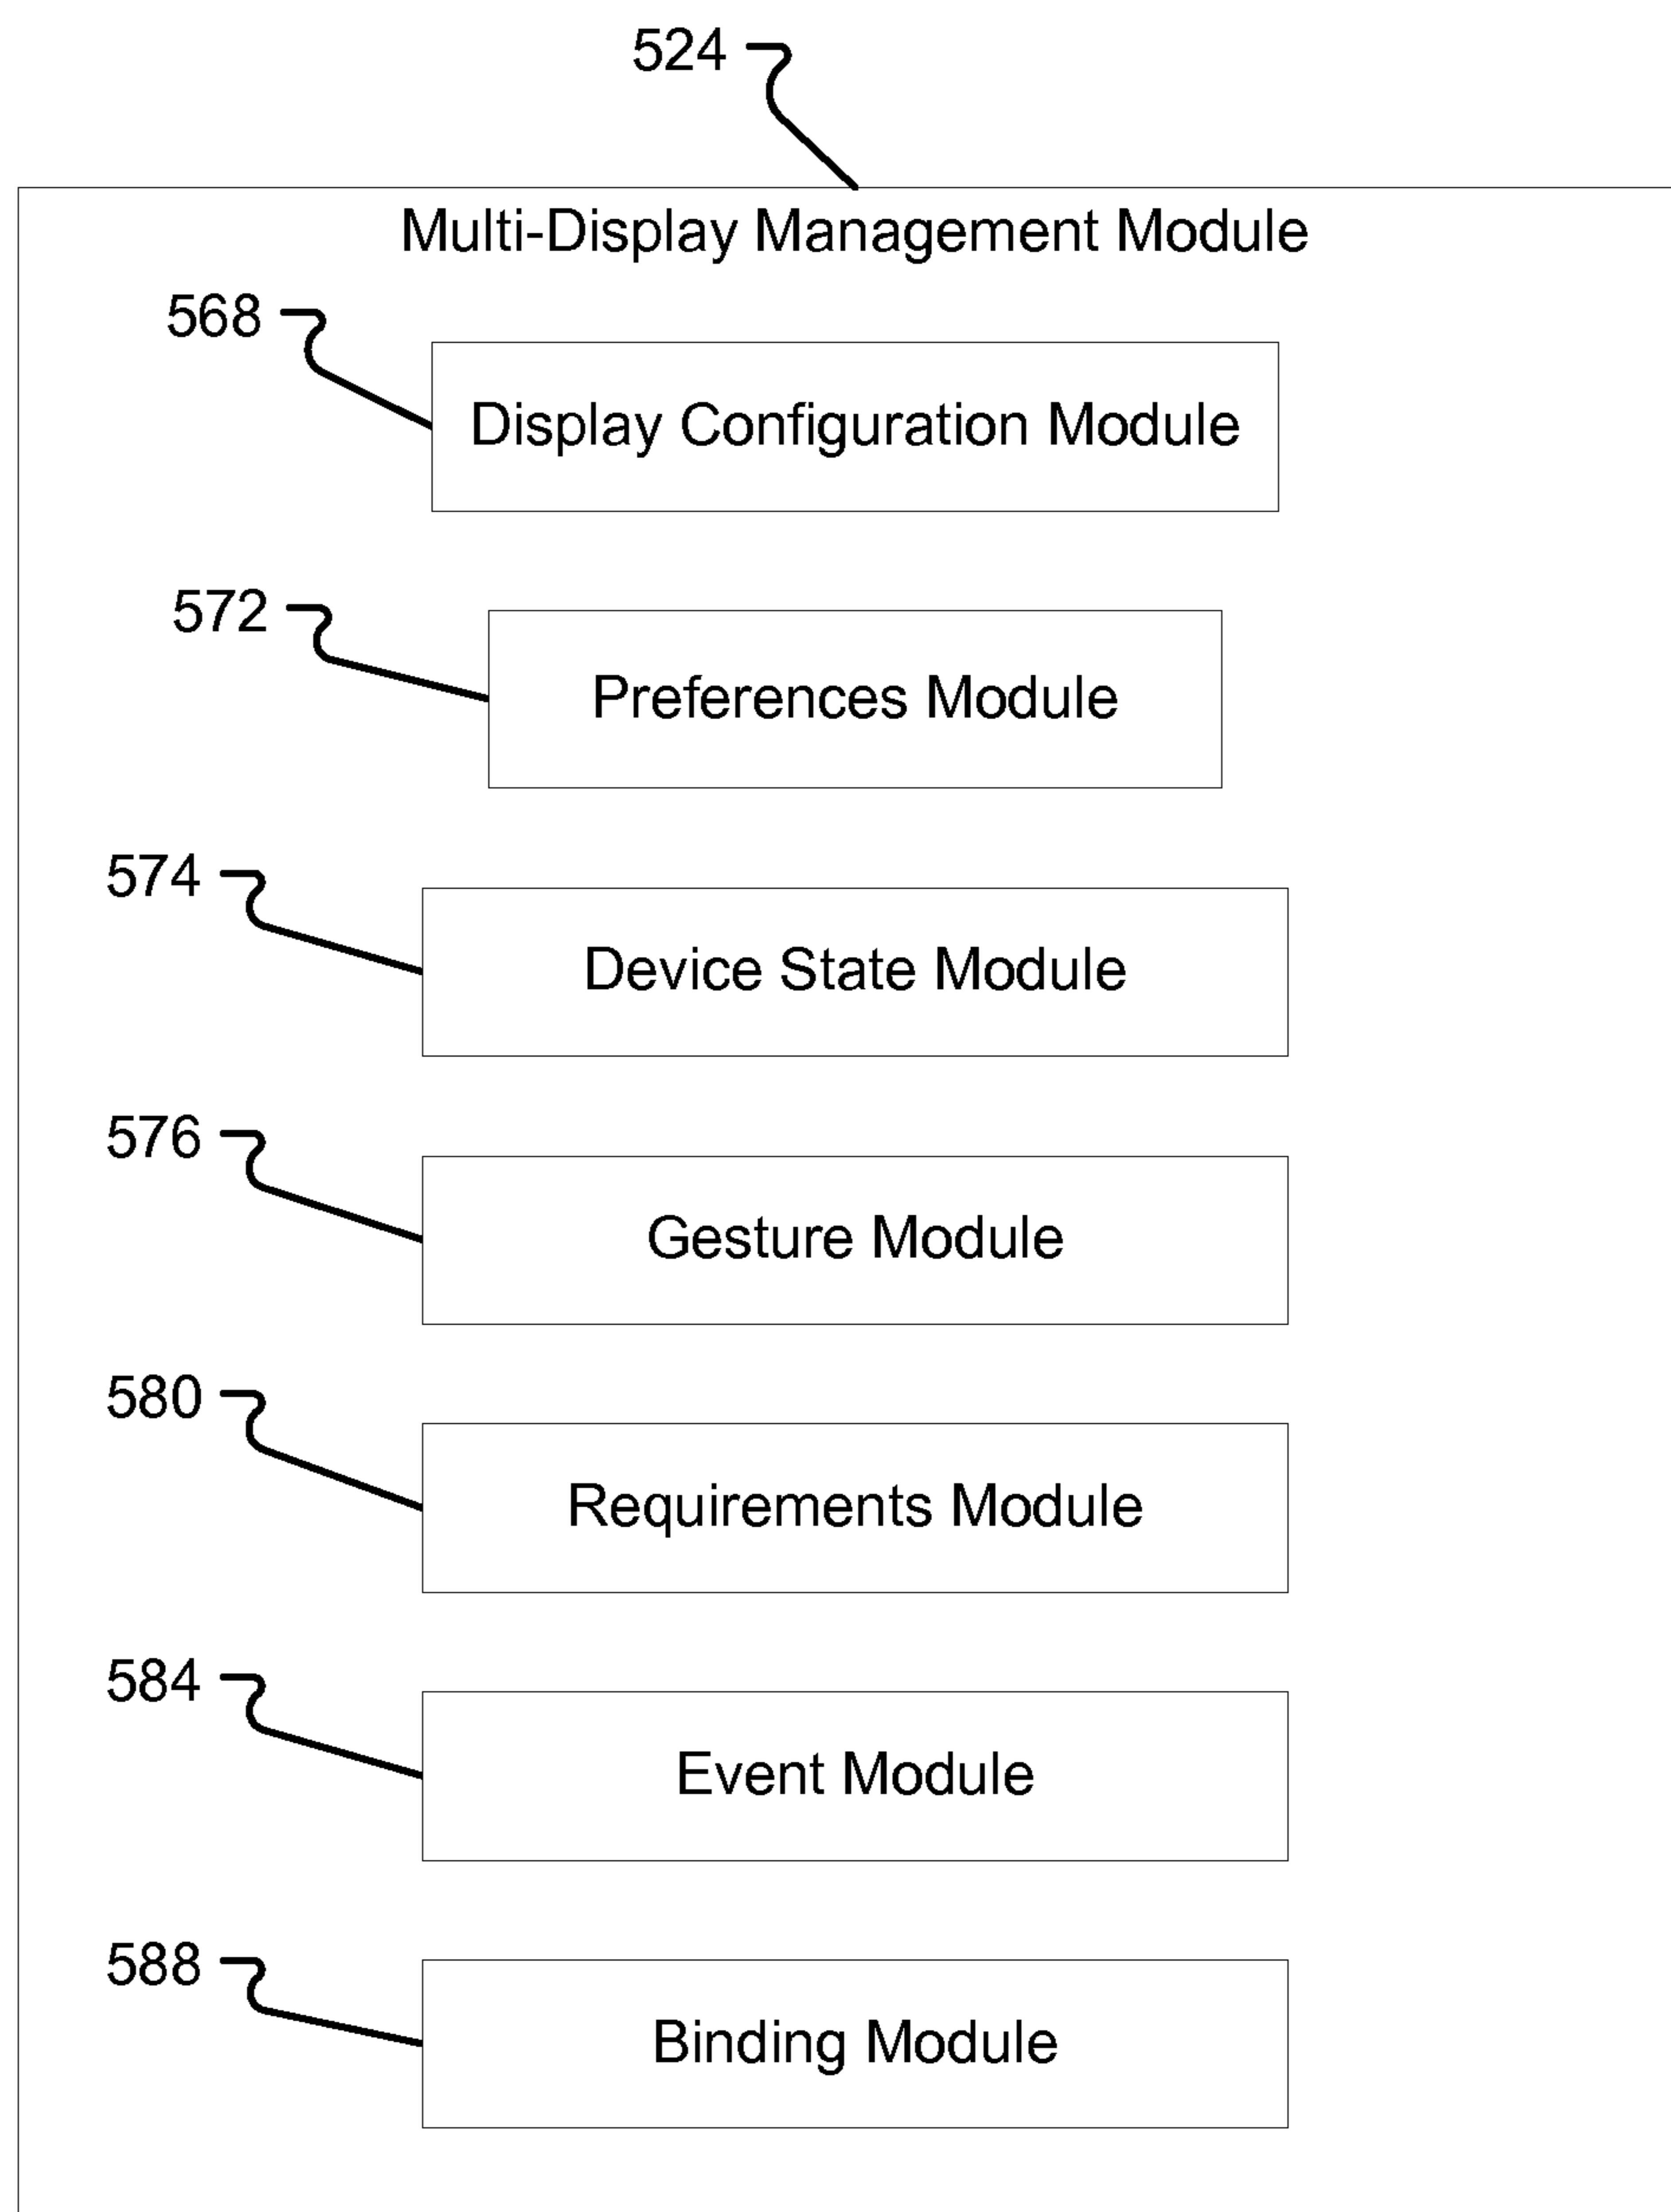 524
Multi-Display Management Module
568
Display Configuration Module
572
Preferences Module
574
Device State Module
576
Gesture Module
580
Requirements Module
584
Event Module
588
Binding Module